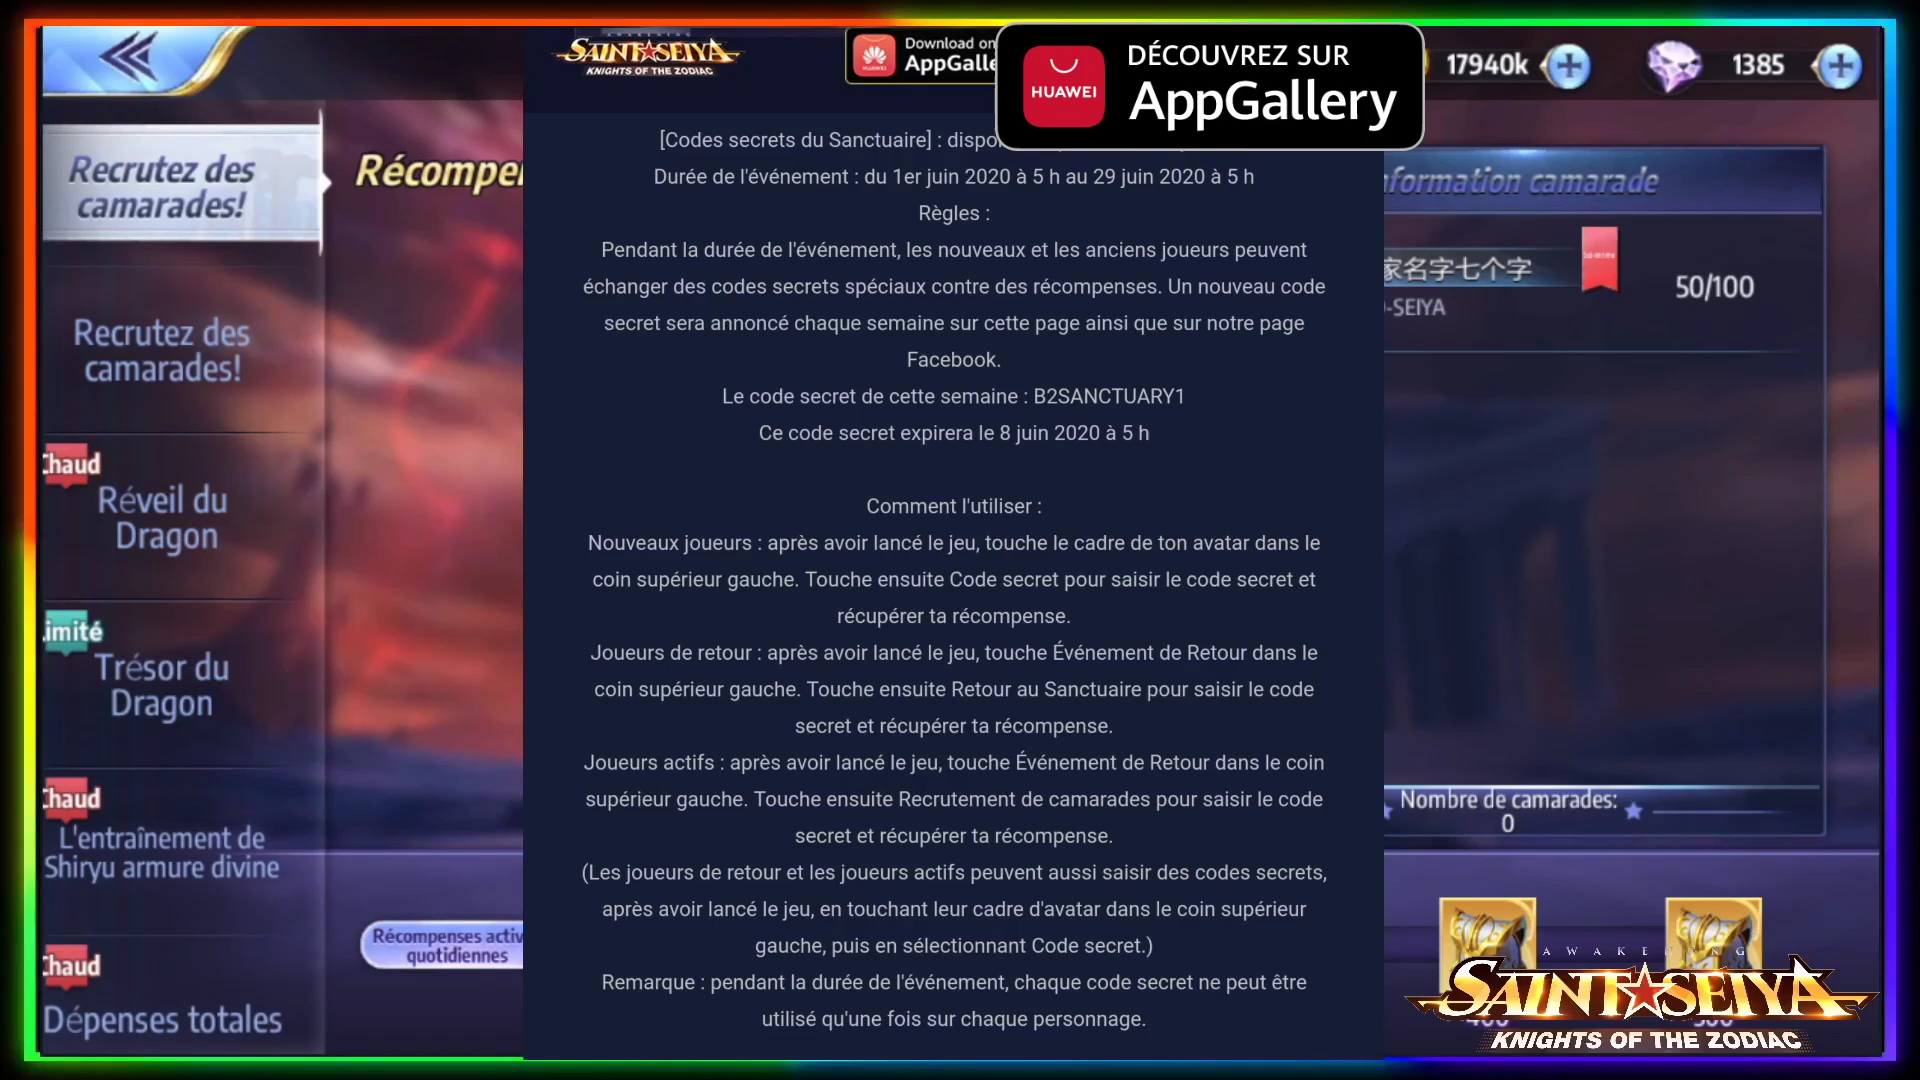 SAINT SEIYA
KNIGHTS OF THE ZODIAC
Download on
HUAWEI
DÉCOUVREZ SUR
AppGallery
17940k
1385
Recrutez des
camarades!
[Codes secrets du Sanctuaire] :
Durée de l'événement : du 1er juin 2020 à 5 h au 29 juin 2020 à 5 h
Règles :
Pendant la durée de l'événement, les nouveaux et les anciens joueurs peuvent
échanger des codes secrets spéciaux contre des récompenses. Un nouveau code
secret sera annoncé chaque semaine sur cette page ainsi que sur notre page
Facebook.
Le code secret de cette semaine : B2SANCTUARY1
Ce code secret expirera le 8 juin 2020 à 5 h
Comment l'utiliser :
Nouveaux joueurs : après avoir lancé le jeu, touche le cadre de ton avatar dans le
coin supérieur gauche. Touche ensuite Code secret pour saisir le code secret et
récupérer ta récompense.
Joueurs de retour : après avoir lancé le jeu, touche Événement de Retour dans le
coin supérieur gauche. Touche ensuite Retour au Sanctuaire pour saisir le code
secret et récupérer ta récompense.
Joueurs actifs : après avoir lancé le jeu, touche Événement de Retour dans le coin
supérieur gauche. Touche ensuite Recrutement de camarades pour saisir le code
secret et récupérer ta récompense.
(Les joueurs de retour et les joueurs actifs peuvent aussi saisir des codes secrets,
après avoir lancé le jeu, en touchant leur cadre d'avatar dans le coin supérieur
gauche, puis en sélectionnant Code secret.)
Remarque : pendant la durée de l'événement, chaque code secret ne peut être
utilisé qu'une fois sur chaque personnage.
Recrutez des
camarades!
Chaud
Réveil du
Dragon
Limité
Trésor du
Dragon
Chaud
L'entraînement de
Shiryu armure divine
Chaud
Dépenses totales
Récompenses activ
quotidiennes
nformation camarade
家名字七个字
-SEIYA
50/100
Nombre de camarades:
0
AWAKENING
SAINT SEIYA
KNIGHTS OF THE ZODIAC